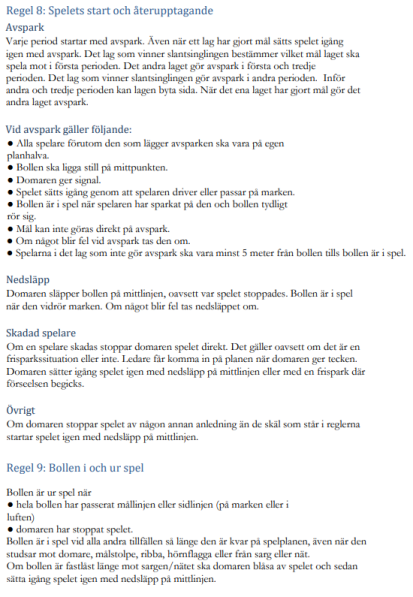 Regel 8: Spelets start och återupptagande
Avspark
Varje period startar med avspark. Även när ett lag har gjort mål sätts spelet igång
igen med avspark. Det lag som vinner slantsinglingen bestämmer vilket mål laget ska
spela mot i första perioden. Det andra laget gör avspark i första och tredje
perioden. Det lag som vinner slantsinglingen gör avspark i andra perioden. Inför
andra och tredje perioden kan lagen byta sida. När det ena laget har gjort mål gör det
andra laget avspark.
Vid avspark gäller följande:
● Alla spelare förutom den som lägger avsparken ska vara på egen
planhalva.
● Bollen ska ligga still på mittpunkten.
● Domaren ger signal.
● Spelet sätts igång genom att spelaren driver eller passar på marken.
● Bollen är i spel när spelaren har sparkat på den och bollen tydligt
rör sig.
● Mål kan inte göras direkt på avspark.
● Om något blir fel vid avspark tas den om.
● Spelarna i det lag som inte gör avspark ska vara minst 5 meter från bollen tills bollen är i spel.
Nedsläpp
Domaren släpper bollen på mittlinjen, oavsett var spelet stoppades. Bollen är i spel
när den vidrör marken. Om något blir fel tas nedsläppet om.
Skadad spelare
Om en spelare skadas stoppar domaren spelet direkt. Det gäller oavsett om det är en
frisparkssituation eller inte. Ledare får komma in på planen när domaren ger tecken.
Domaren sätter igång spelet igen med nedsläpp på mittlinjen eller med en frispark där
förseelsen begicks.
Övrigt
Om domaren stoppar spelet av någon annan anledning än de skäl som står i reglerna
startar spelet igen med nedsläpp på mittlinjen.
Regel 9: Bollen i och ur spel
Bollen är ur spel när
● hela bollen har passerat mållinjen eller sidlinjen (på marken eller i
luften)
● domaren har stoppat spelet.
Bollen är i spel vid alla andra tillfällen så länge den är kvar på spelplanen, även när den
studsar mot domare, målstolpe, ribba, hörnflagga eller från sarg eller nät.
Om bollen är fastlåst länge mot sargen/nätet ska domaren blåsa av spelet och sedan
sätta igång spelet igen med nedsläpp på mittlinjen.